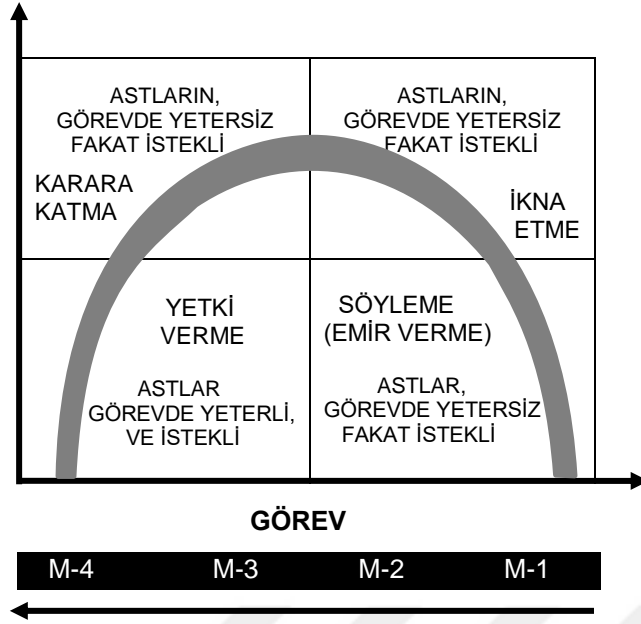 ASTLARIN,
GÖREVDE YETERSİZ
FAKAT İSTEKLİ
KARARA
KATMA
ASTLARIN,
GÖREVDE YETERSİZ
FAKAT İSTEKLİ
İKNA
ETME
YETKİ
VERME
ASTLAR
GÖREVDE YETERLİ,
VE İSTEKLİ
SÖYLEME
(EMİR VERME)
ASTLAR,
GÖREVDE YETERSİZ
FAKAT İSTEKLİ
GÖREV
M-4 M-3 M-2 M-1